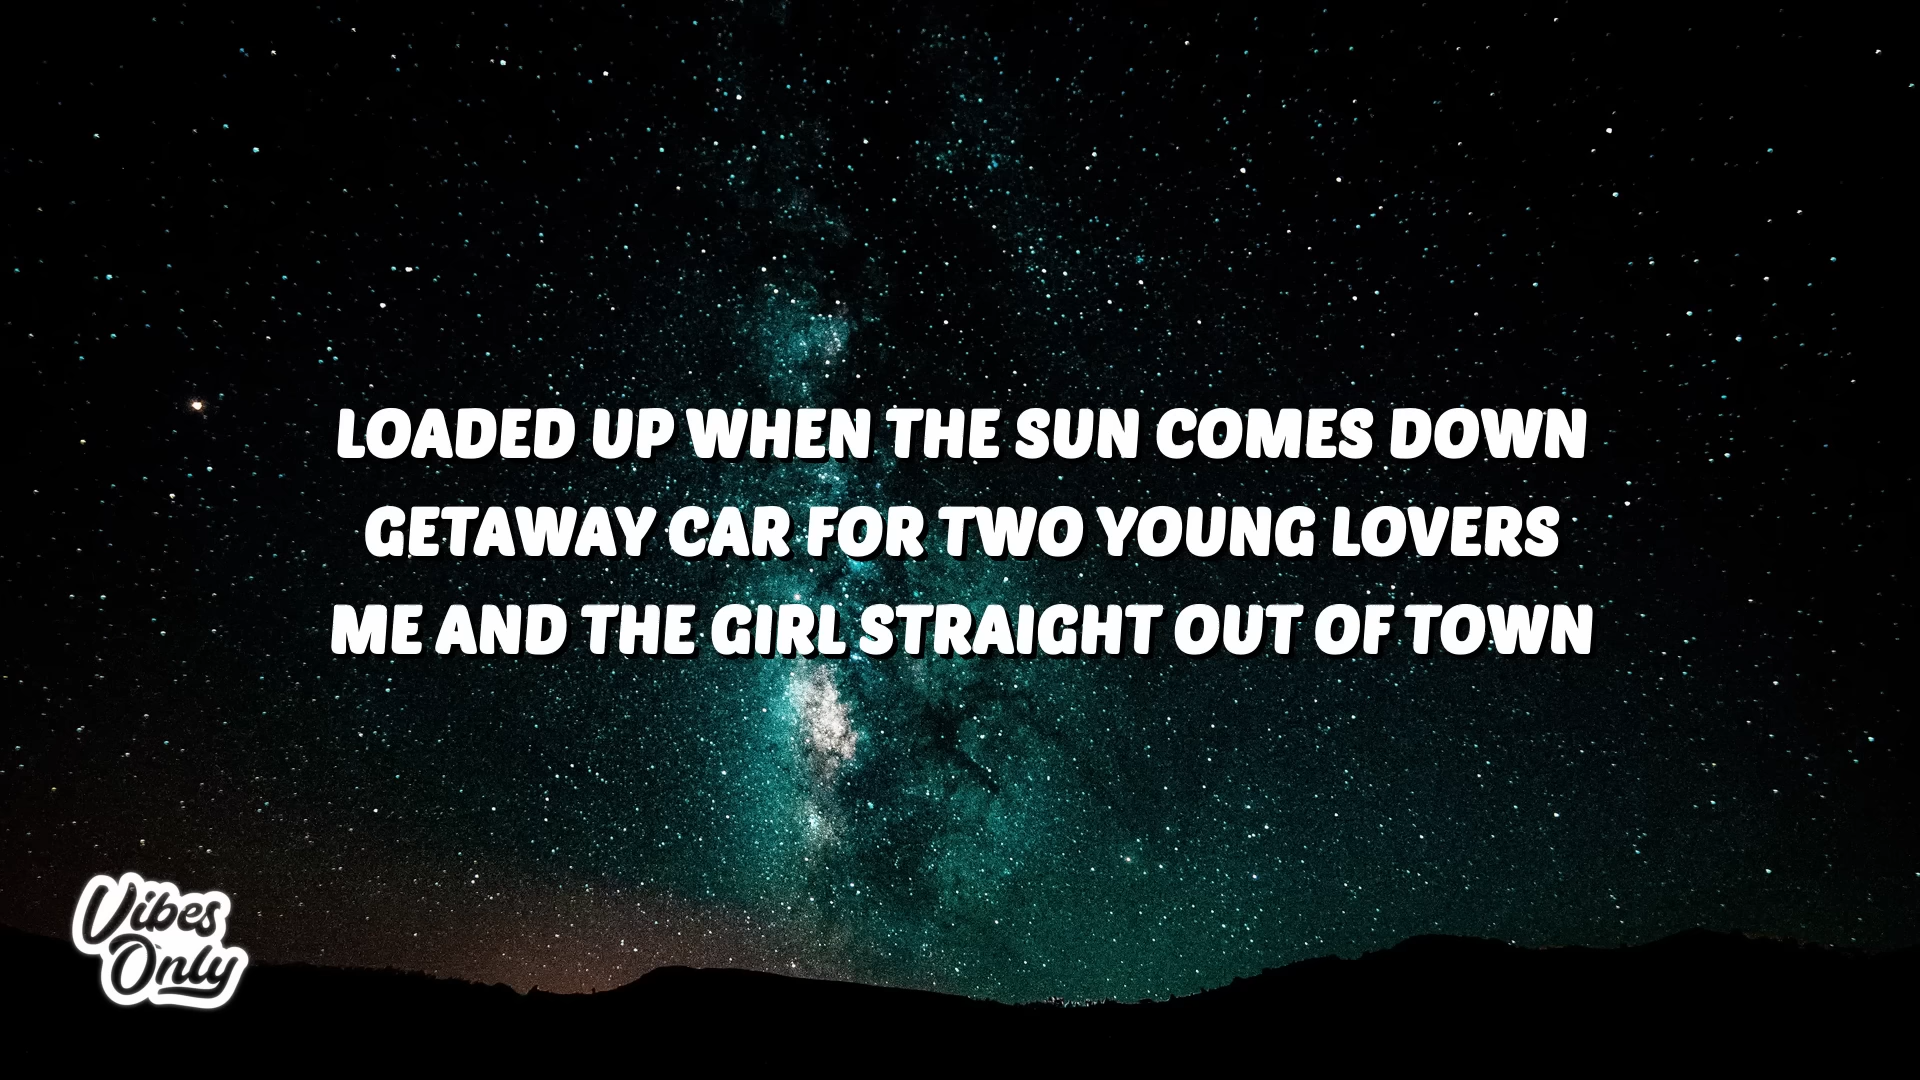 LOADED UP WHEN THE SUN COMES DOWN
GETAWAY CAR FOR TWO YOUNG LOVERS
ME AND THE GIRL STRAIGHT OUT OF TOWN
Vibes
Only